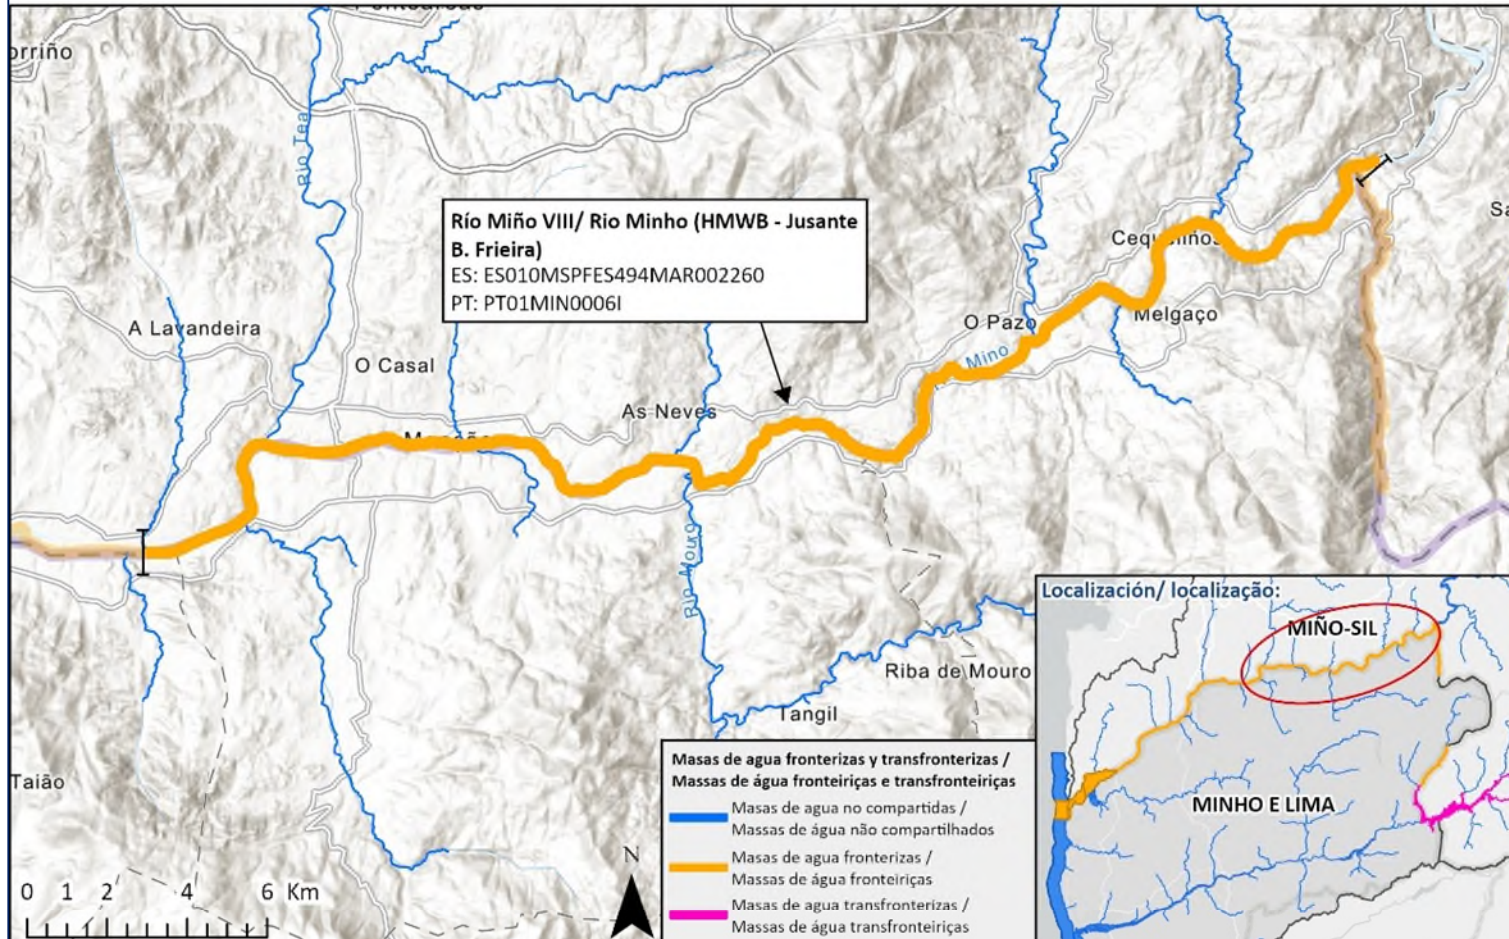 orriño
Rio Tea
Río Miño VIII/ Rio Minho (HMWB - Jusante
B. Frieira)
ES: ES010MSPFES494MAR002260
PT: PT01MIN0006I
A Lavandeira
O Casal
As Neves
O Pazo
Mino
Cequeliños
Melgaço
Rio Mouro
Riba de Mouro
Tangil
Taião
Sa
0 1 2 4 6 Km
N
Masas de agua fronterizas y transfronterizas /
Massas de água fronteiriças e transfronteiriças
Masas de agua no compartidas /
Massas de água não compartilhados
Masas de agua fronterizas /
Massas de água fronteiriças
Masas de agua transfronterizas /
Massas de água transfronteiriças
Localización/ localização:
MIÑO-SIL
MINHO E LIMA